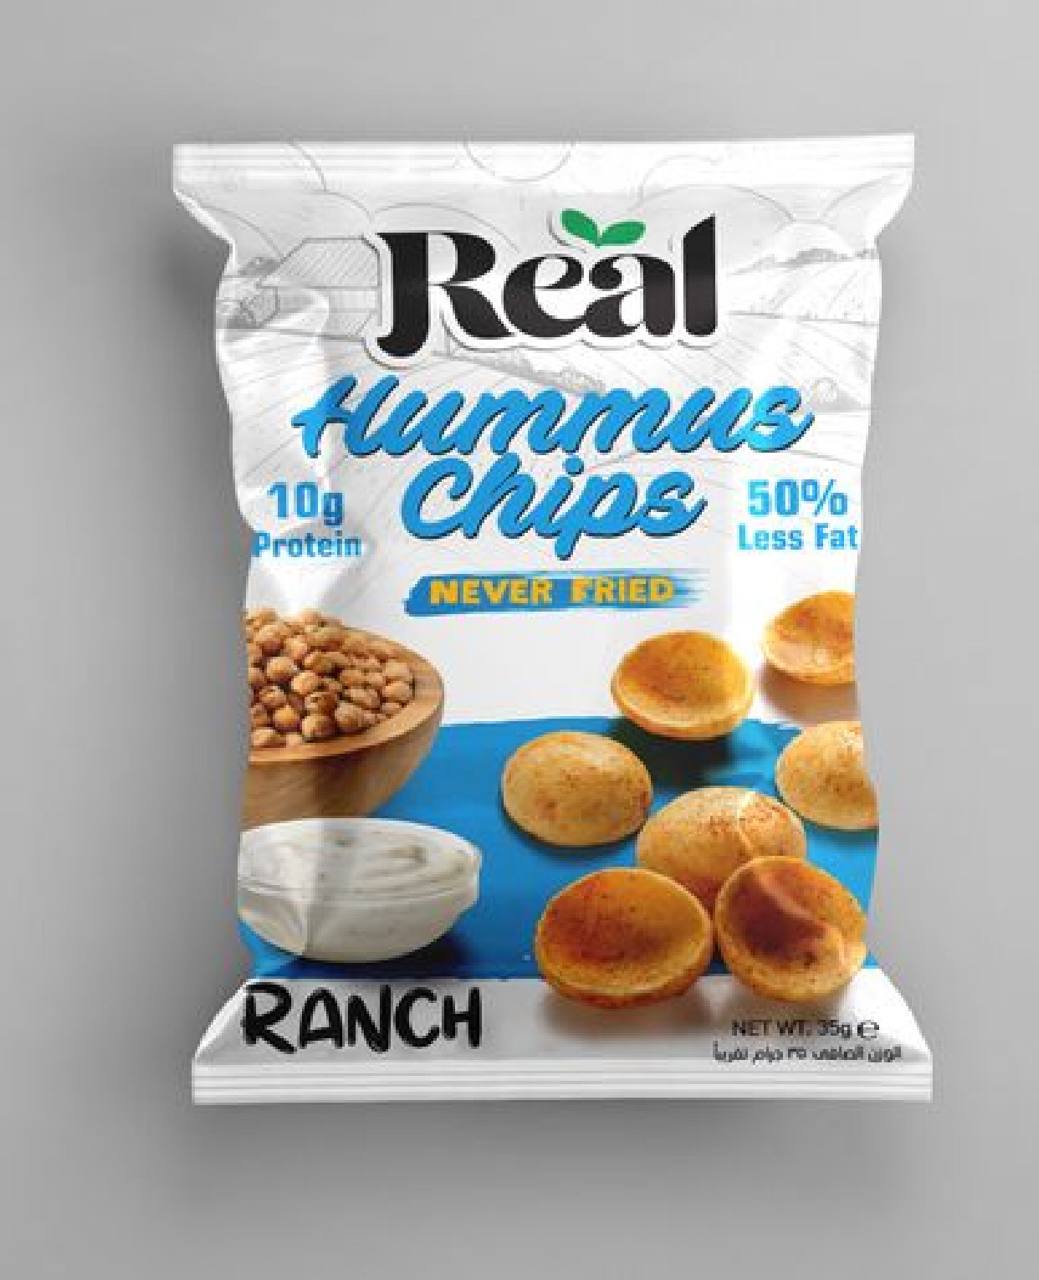 Real
Hummus
Chips
10g
Protein
50%
Less Fat
NEVER FRIED
RANCH
NET WT. 35g ℮
الوزن الصافي ٣٥ جرام تقريباً